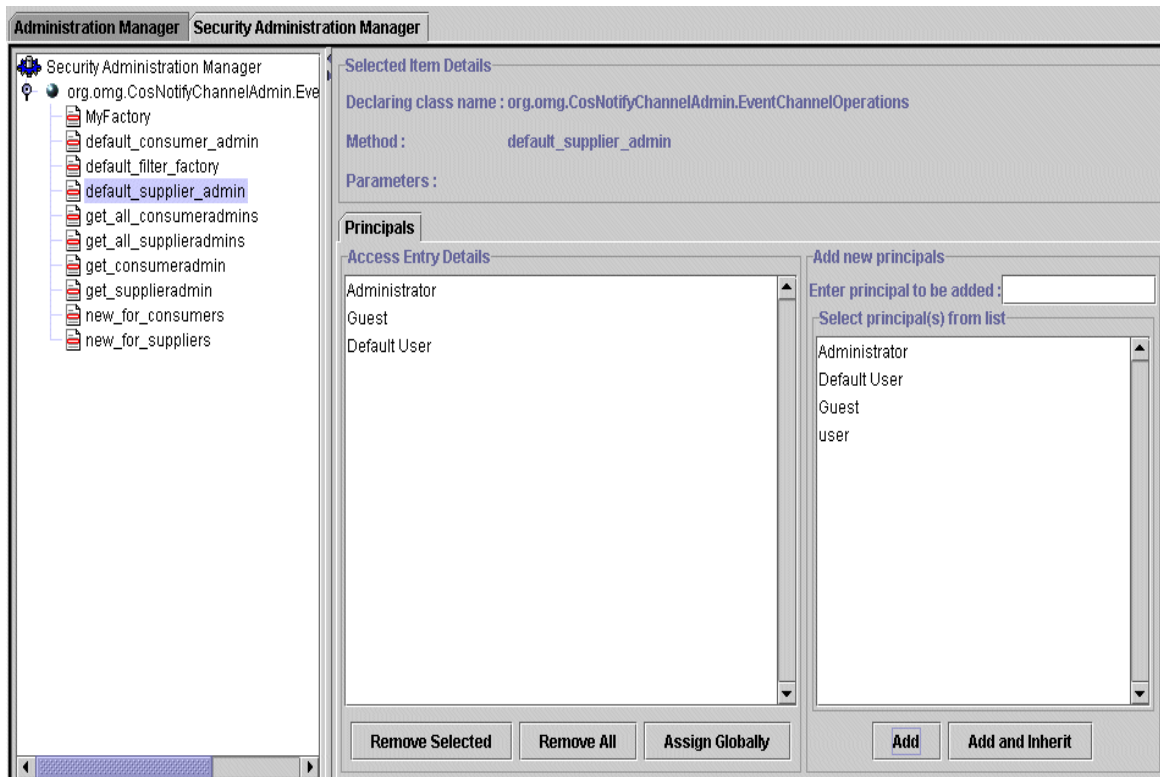 Administration Manager Security Administration Manager
Security Administration Manager
org.omg.CosNotifyChannelAdmin.Eve
MyFactory
default_consumer_admin
default_filter_factory
default_supplier_admin
get_all_consumeradmins
get_all_supplieradmins
get_consumeradmin
get_supplieradmin
new_for_consumers
new_for_suppliers
Selected Item Details
Declaring class name : org.omg.CosNotifyChannelAdmin.EventChannelOperations
Method : default_supplier_admin
Parameters :
Principals
Access Entry Details
Administrator
Guest
Default User
Remove Selected Remove All Assign Globally
Add new principals
Enter principal to be added :
Select principal(s) from list
Administrator
Default User
Guest
user
Add Add and Inherit